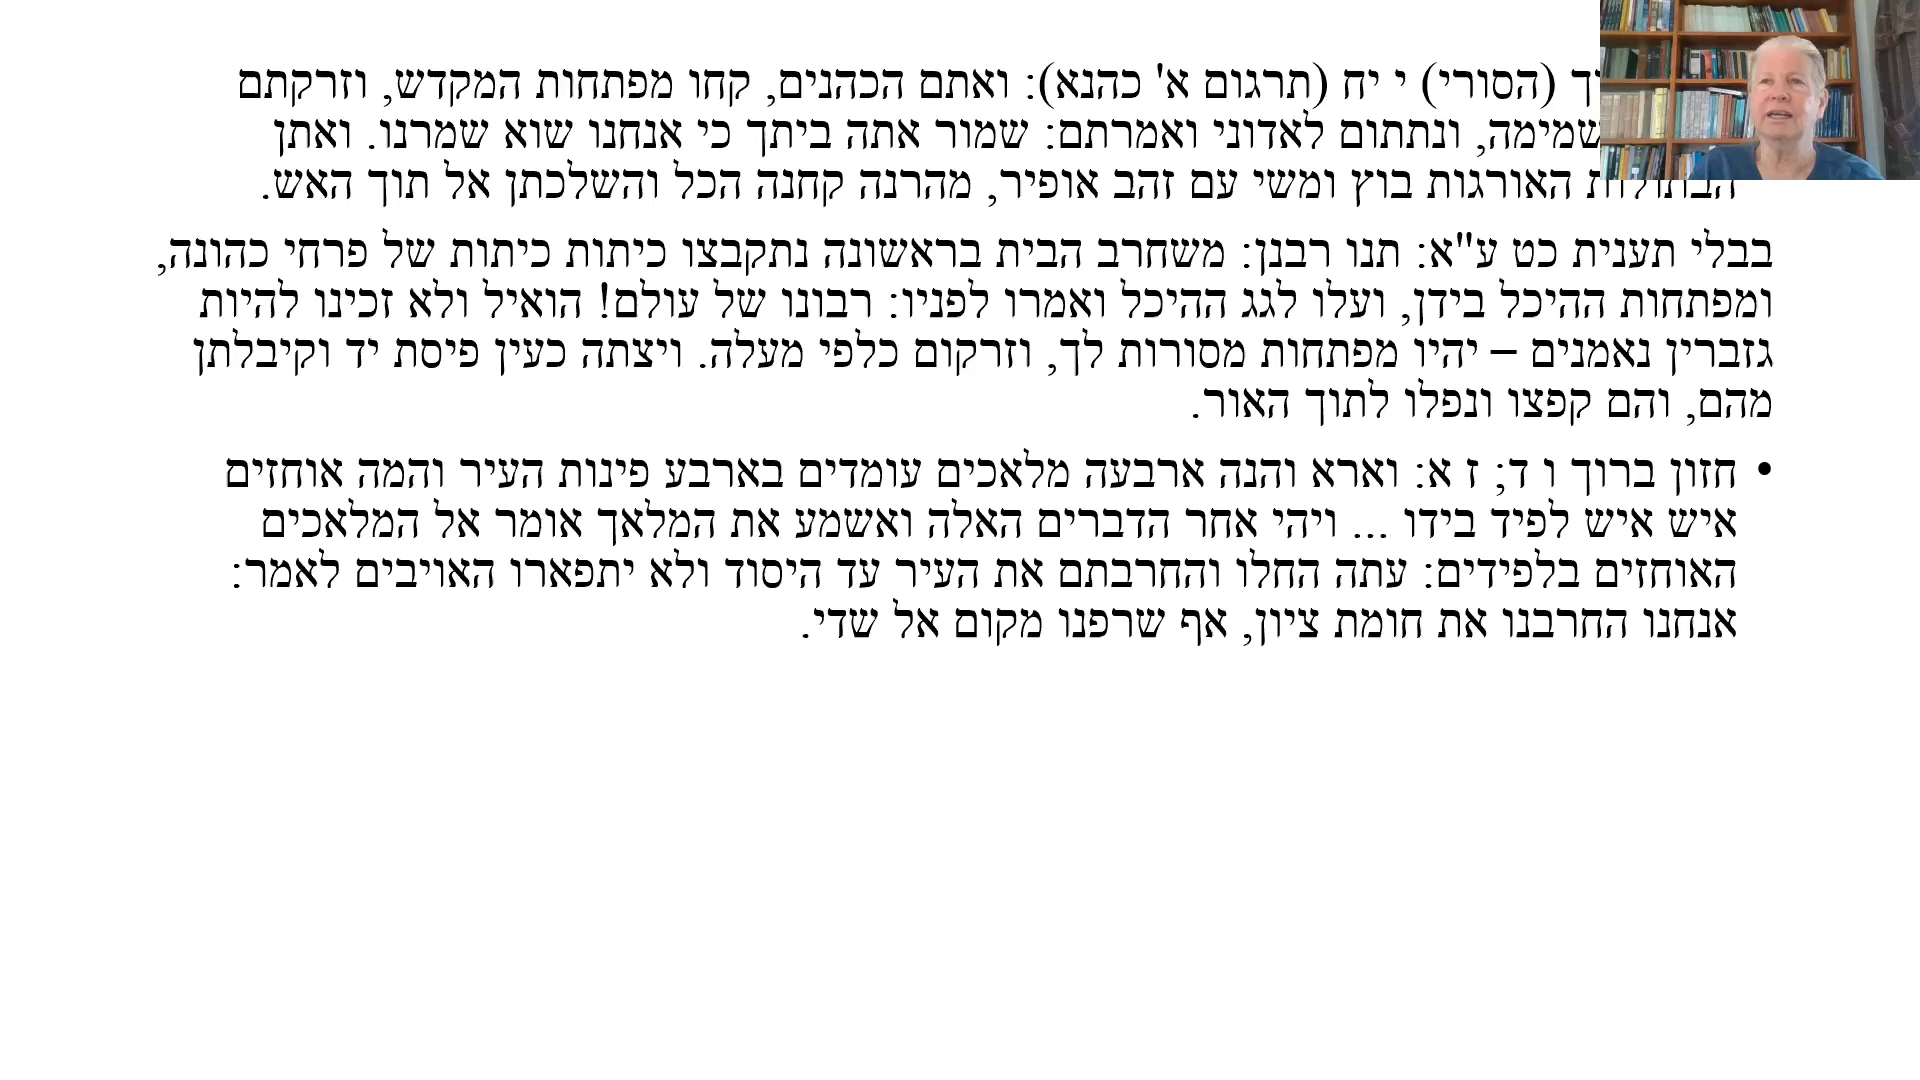 (הסורי) י יח (תרגום א' כהנא): ואתם הכהנים, קחו מפתחות המקדש, וזרקתם
שמימה, ונתתום לאדוני ואמרתם: שמור אתה ביתך כי אנחנו שוא שמרנו. ואתן
הבתולות האורגות בוץ ומשי עם זהב אופיר, מהרנה קחנה הכל והשלכתן אל תוך האש.
בבלי תענית כט ע"א: תנו רבנן: משחרב הבית בראשונה נתקבצו כיתות כיתות של פרחי כהונה,
ומפתחות ההיכל בידן, ועלו לגג ההיכל ואמרו לפניו: רבונו של עולם! הואיל ולא זכינו להיות
גזברין נאמנים – יהיו מפתחות מסורות לך, וזרקום כלפי מעלה. ויצתה כעין פיסת יד וקיבלתן
מהם, והם קפצו ונפלו לתוך האור.
• חזון ברוך ו ד; ז א: וארא והנה ארבעה מלאכים עומדים בארבע פינות העיר והמה אוחזים
איש איש לפיד בידו ... ויהי אחר הדברים האלה ואשמע את המלאך אומר אל המלאכים
האוחזים בלפידים: עתה החלו והחרבתם את העיר עד היסוד ולא יתפארו האויבים לאמר:
אנחנו החרבנו את חומת ציון, אף שרפנו מקום אל שדי.